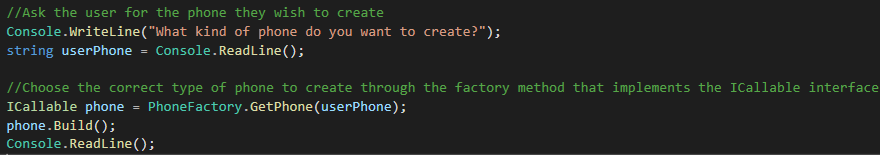 //Ask the user for the phone they wish to create
Console.WriteLine("What kind of phone do you want to create?");
string userPhone = Console.ReadLine();
//Choose the correct type of phone to create through the factory method that implements the ICallable interface
ICallable phone = PhoneFactory.GetPhone(userPhone);
phone.Build();
Console.ReadLine();